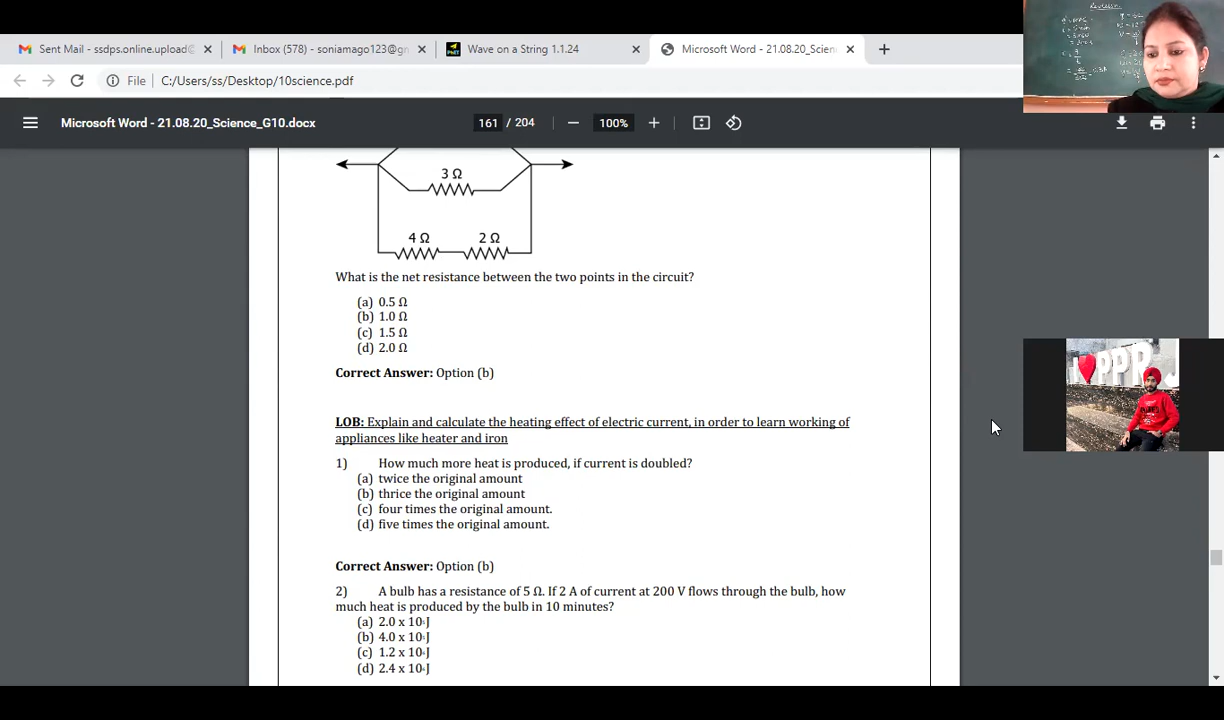 Sent Mail - ssdps.online.upload@
Inbox (578) - soniamago123@gn
Wave on a String 1.1.24
Microsoft Word - 21.08.20_Scien
File
C:/Users/ss/Desktop/10science.pdf
Microsoft Word - 21.08.20_Science_G10.docx
161 / 204
100%
Revision
3 Ω
4 Ω 2 Ω
What is the net resistance between the two points in the circuit?
(a) 0.5 Ω
(b) 1.0 Ω
(c) 1.5 Ω
(d) 2.0 Ω
Correct Answer: Option (b)
LOB: Explain and calculate the heating effect of electric current, in order to learn working of
appliances like heater and iron
1) How much more heat is produced, if current is doubled?
(a) twice the original amount
(b) thrice the original amount
(c) four times the original amount.
(d) five times the original amount.
Correct Answer: Option (b)
2) A bulb has a resistance of 5 Ω. If 2 A of current at 200 V flows through the bulb, how
much heat is produced by the bulb in 10 minutes?
(a) 2.0 x 10 J
(b) 4.0 x 10 J
(c) 1.2 x 10 J
(d) 2.4 x 10 J
PPR